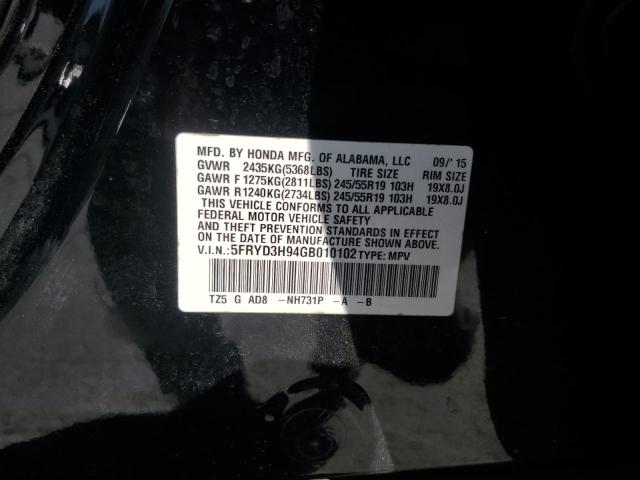 MFD. BY HONDA MFG. OF ALABAMA, LLC 09/'15
GVWR 2435KG(5368LBS) TIRE SIZE RIM SIZE
GAWR F 1275KG(2811LBS) 245/55R19 103H 19X8.0J
GAWR R1240KG(2734LBS) 245/55R19 103H 19X8.0J
THIS VEHICLE CONFORMS TO ALL APPLICABLE
FEDERAL MOTOR VEHICLE SAFETY
AND THEFT PREVENTION STANDARDS IN EFFECT
ON THE DATE OF MANUFACTURE SHOWN ABOVE.
V.I.N.:5FRYD3H94GB010102 TYPE: MPV
TZ5 G AD8 -NH731P -A -B